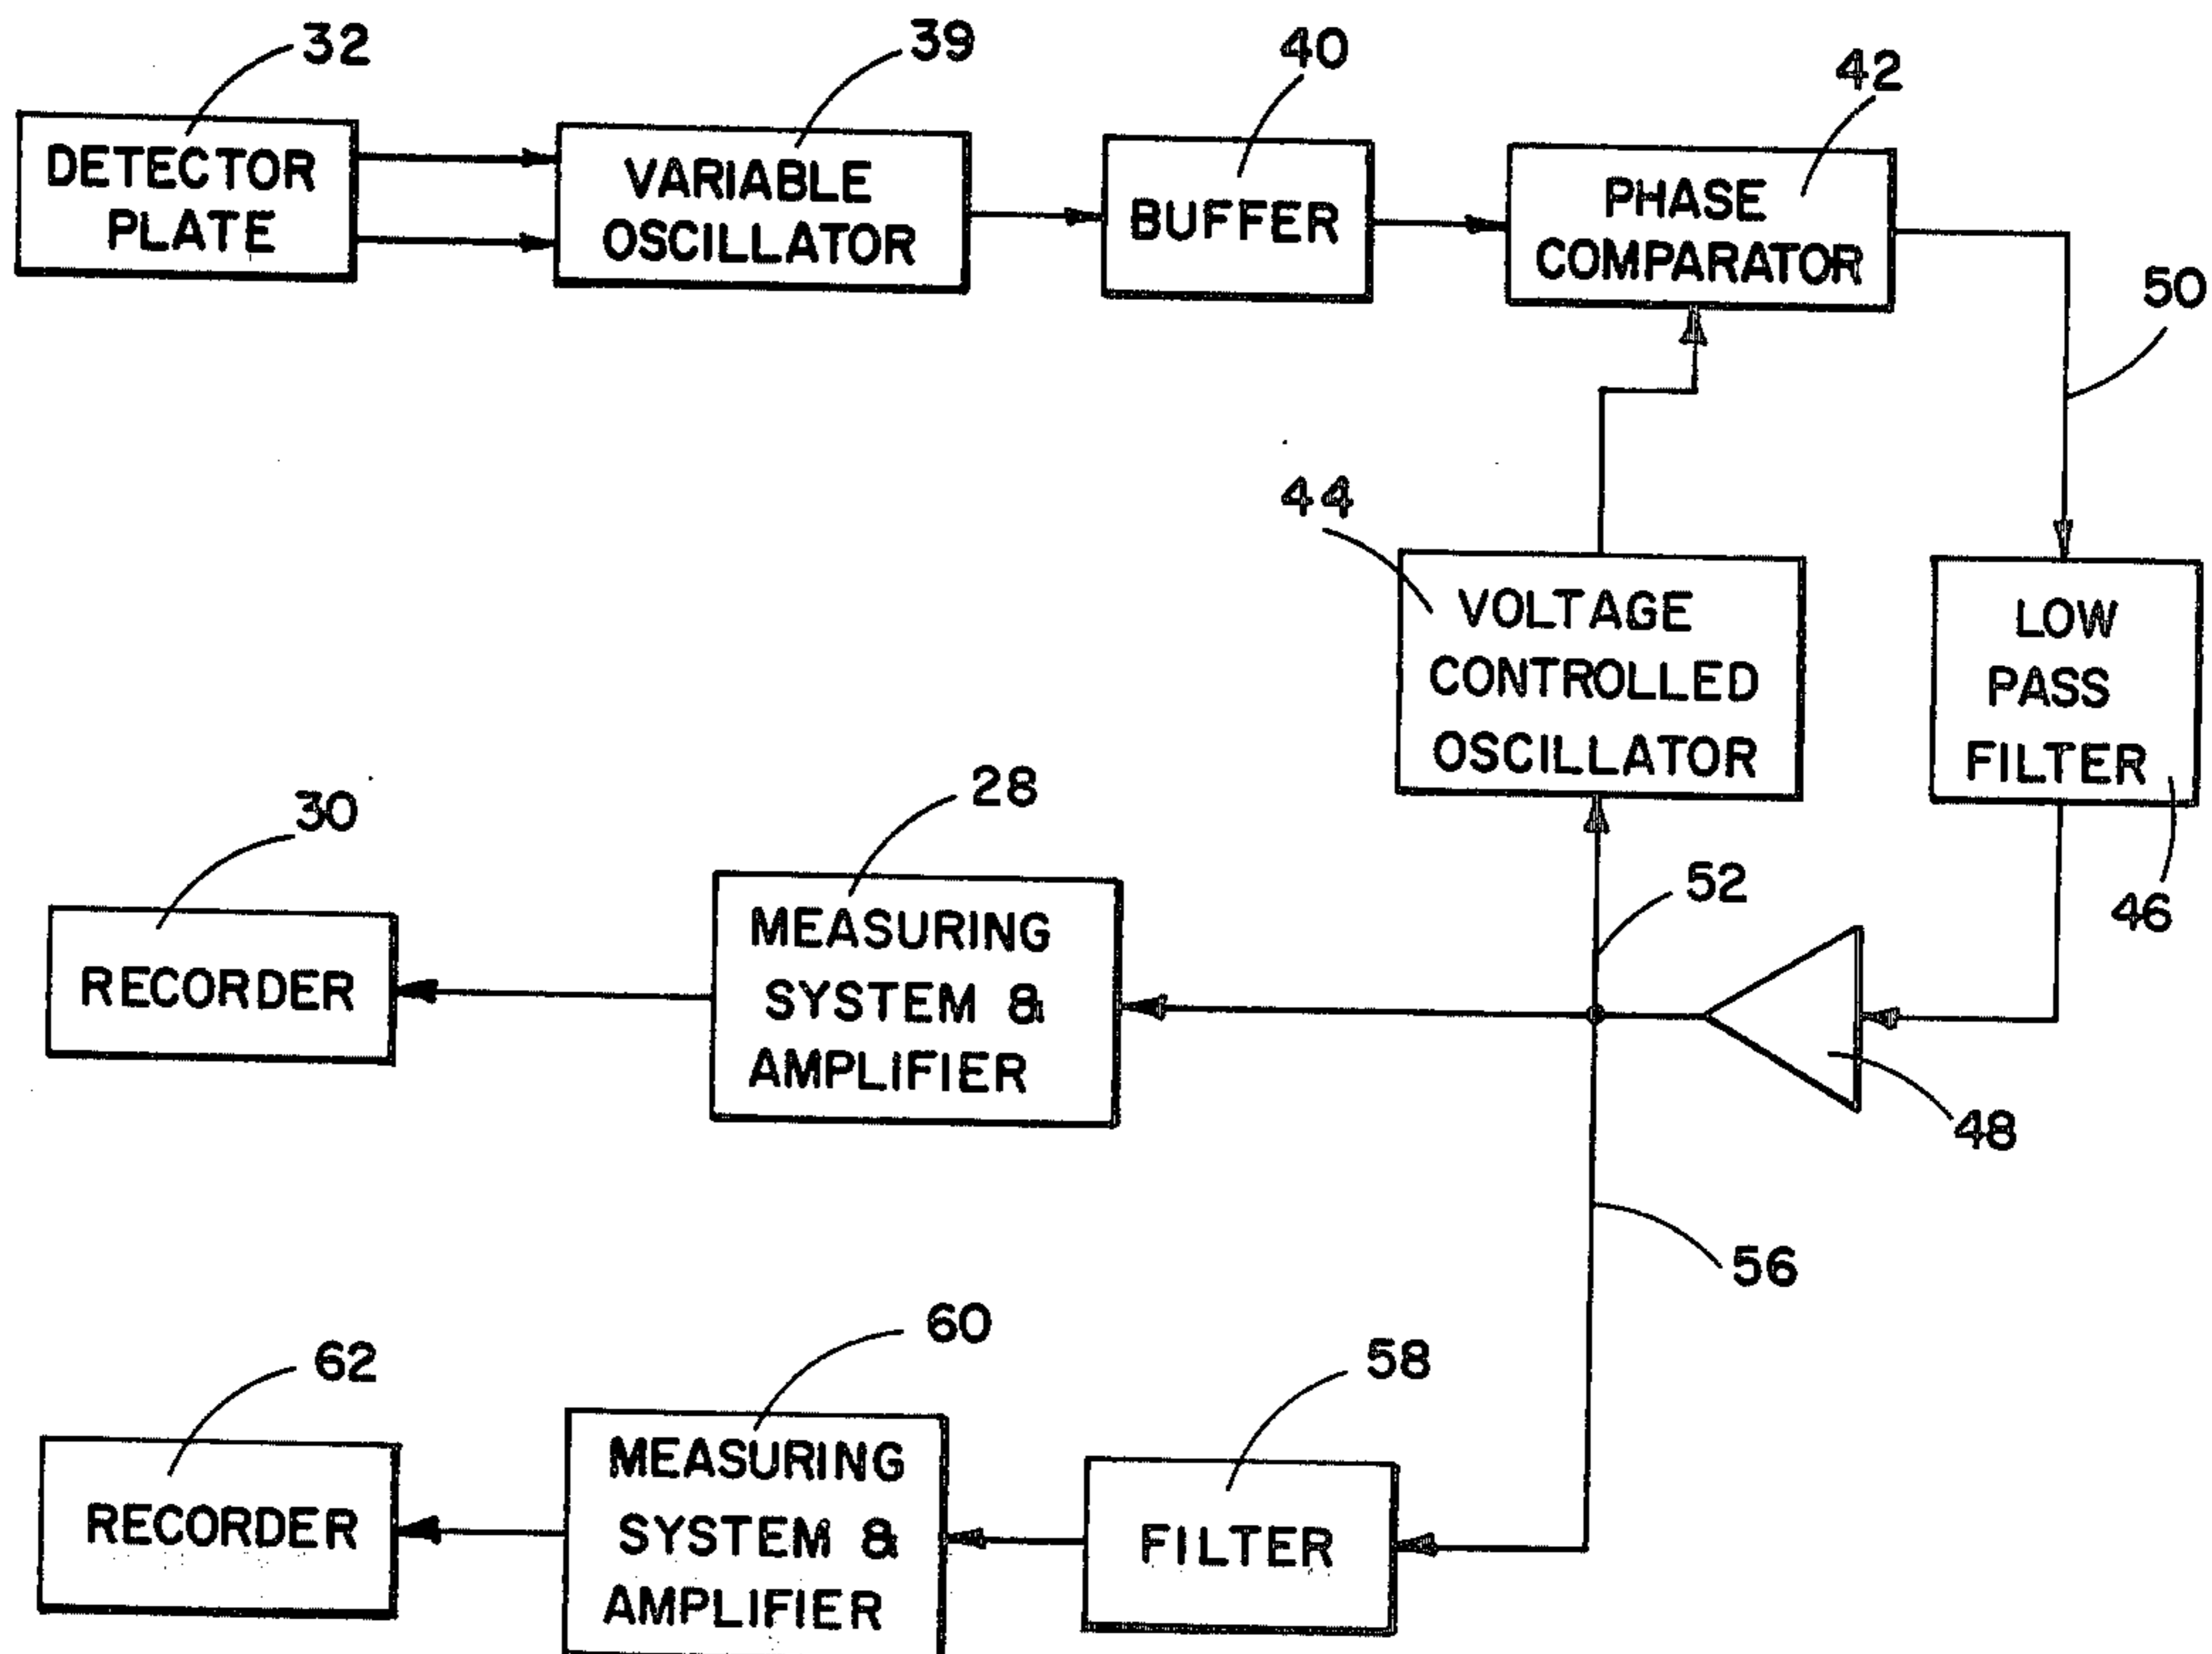 32
39
40
42
DETECTOR
PLATE
VARIABLE
OSCILLATOR
BUFFER
PHASE
COMPARATOR
50
44
VOLTAGE
CONTROLLED
OSCILLATOR
LOW
PASS
FILTER
46
30
28
52
RECORDER
MEASURING
SYSTEM &
AMPLIFIER
48
56
62
60
58
RECORDER
MEASURING
SYSTEM &
AMPLIFIER
FILTER